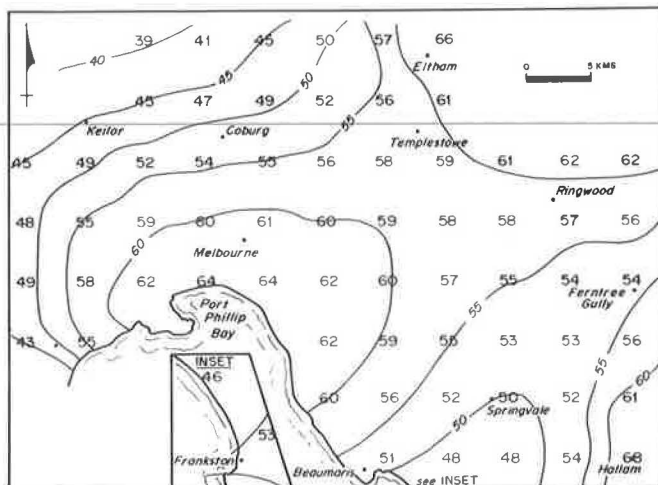 39 41 45 50 57 66
Eltham
0 5 KMS
40
45
50
45 47 49 52 56 61
Keilor
Coburg
55
Templestowe
45 49 52 54 55 56 58 59 61 62 62
Ringwood
48 55 59 60 61 60 59 58 58 57 56
60
Melbourne
49 58 62 64 64 62 60 57 55 54 54
Ferntree
Gully
Port
Phillip
Bay
55
43 55 62 59 55 53 53 56
INSET
46
55
60
60 56 52 50 52 61
Springvale
50
53
Frankston
51 48 48 54 68
Beaumaris
see INSET
Hallam